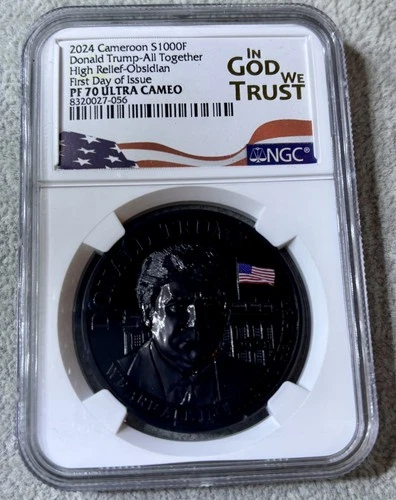 2024 Cameroon S1000F
Donald Trump-All Together
High Relief-Obsidian
First Day of Issue
PF 70 ULTRA CAMEO
8320027-056
IN
GOD WE
TRUST
NGC®